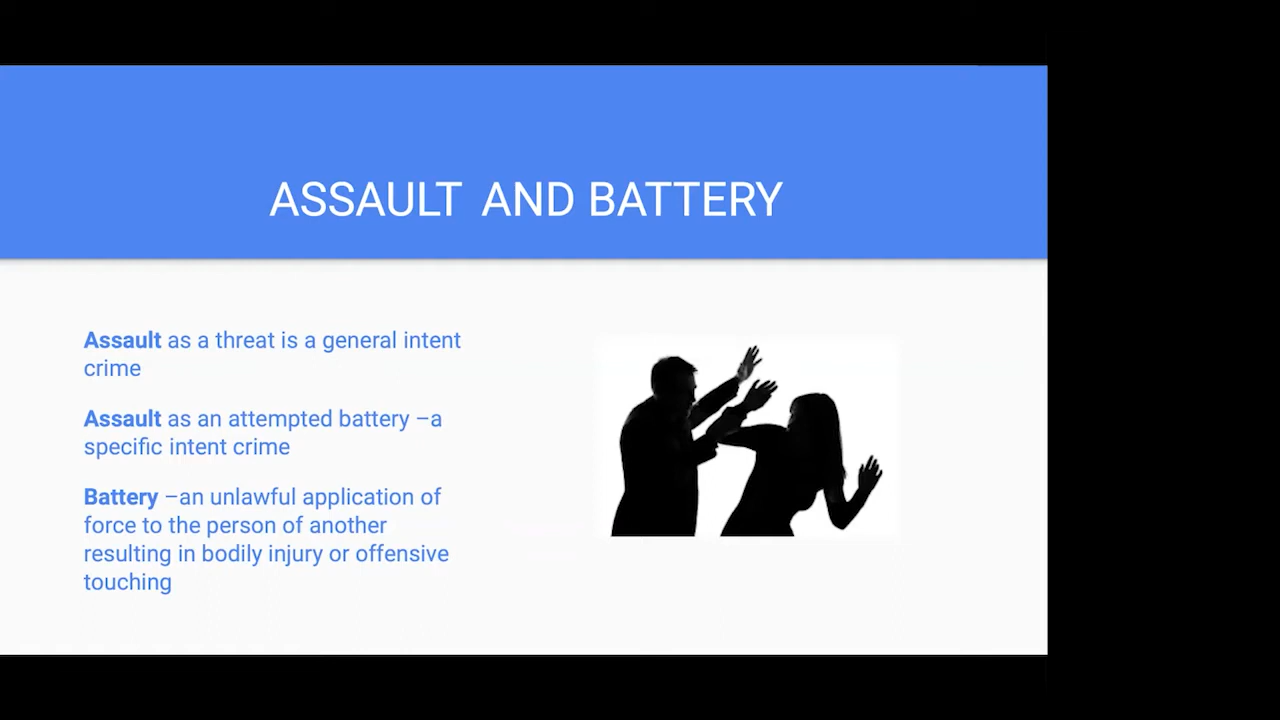 ASSAULT AND BATTERY
Assault as a threat is a general intent
crime
Assault as an attempted battery –a
specific intent crime
Battery –an unlawful application of
force to the person of another
resulting in bodily injury or offensive
touching